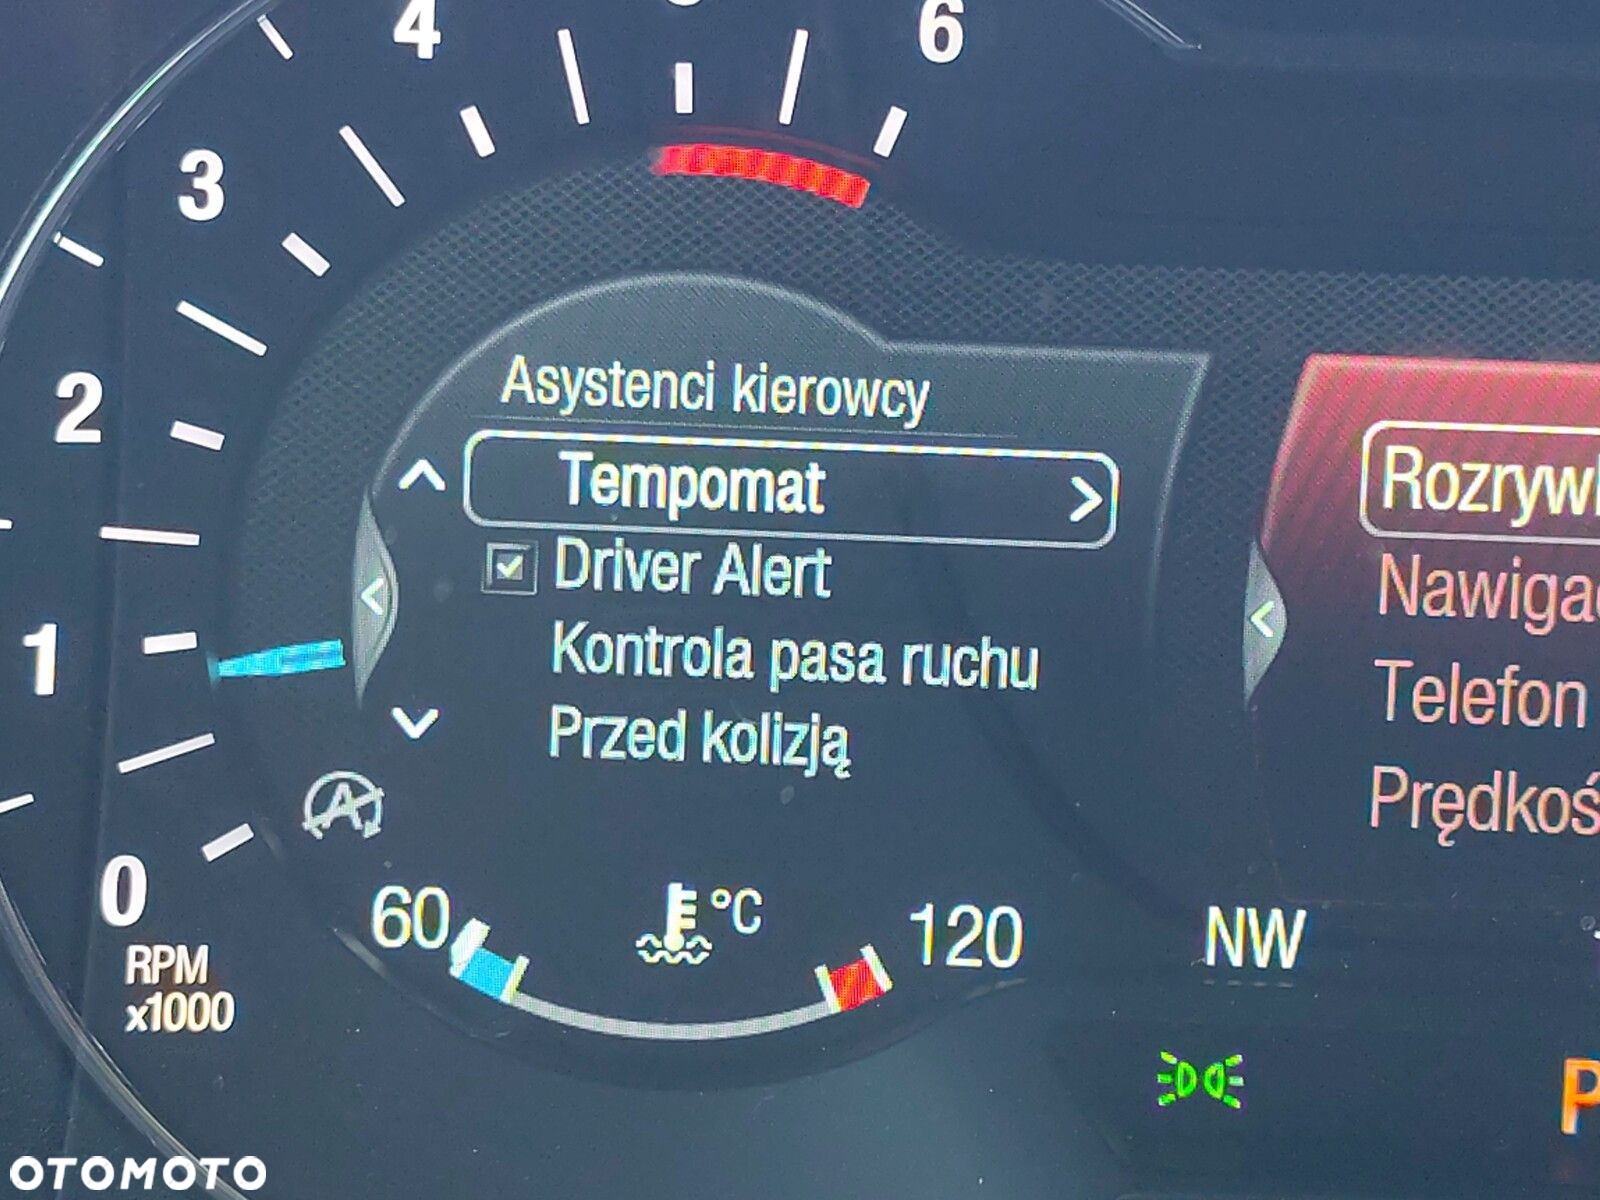 4
6
3
2
1
0
RPM
x1000
Asystenci kierowcy
Tempomat
Driver Alert
Kontrola pasa ruchu
Przed kolizją
A
60
°C
120
NW
Telefon
P
OTOMOTO